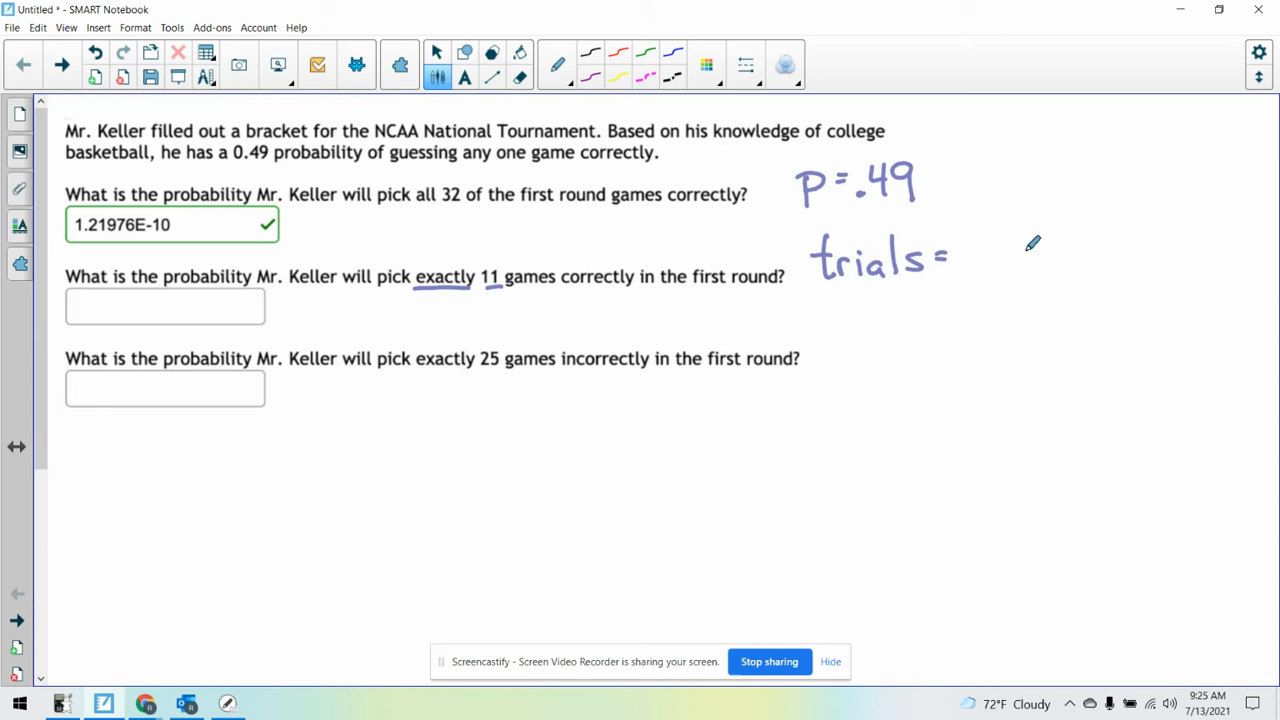 Untitled * - SMART Notebook
File Edit View Insert Format Tools Add-ons Account Help
Mr. Keller filled out a bracket for the NCAA National Tournament. Based on his knowledge of college
basketball, he has a 0.49 probability of guessing any one game correctly.
p = .49
What is the probability Mr. Keller will pick all 32 of the first round games correctly?
1.21976E-10
trials =
What is the probability Mr. Keller will pick exactly 11 games correctly in the first round?
What is the probability Mr. Keller will pick exactly 25 games incorrectly in the first round?
Screencastify - Screen Video Recorder is sharing your screen. Stop sharing Hide
72°F Cloudy
9:25 AM
7/13/2021